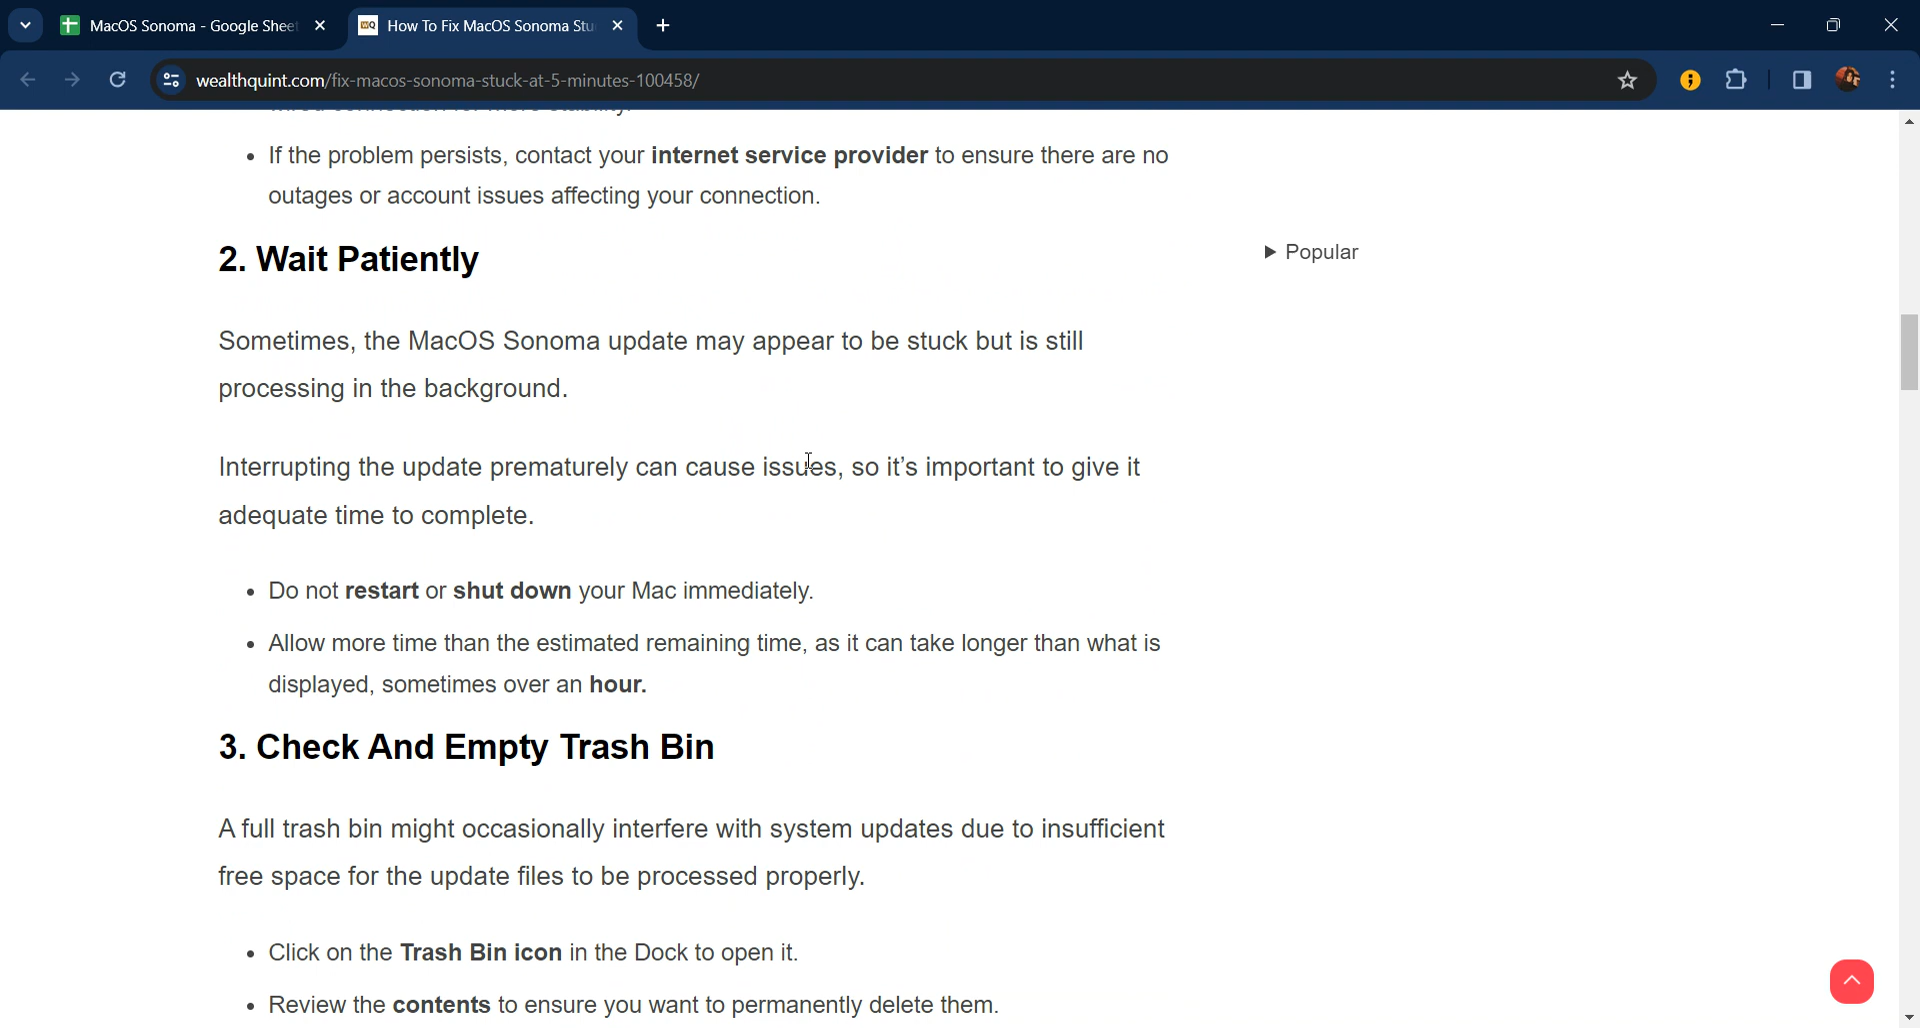 MacOS Sonoma - Google Sheet
How To Fix MacOS Sonoma Stu
wealthquint.com/fix-macos-sonoma-stuck-at-5-minutes-100458/
• If the problem persists, contact your internet service provider to ensure there are no
outages or account issues affecting your connection.
2. Wait Patiently
▶ Popular
Sometimes, the MacOS Sonoma update may appear to be stuck but is still
processing in the background.
Interrupting the update prematurely can cause issues, so it’s important to give it
adequate time to complete.
• Do not restart or shut down your Mac immediately.
• Allow more time than the estimated remaining time, as it can take longer than what is
displayed, sometimes over an hour.
3. Check And Empty Trash Bin
A full trash bin might occasionally interfere with system updates due to insufficient
free space for the update files to be processed properly.
• Click on the Trash Bin icon in the Dock to open it.
• Review the contents to ensure you want to permanently delete them.